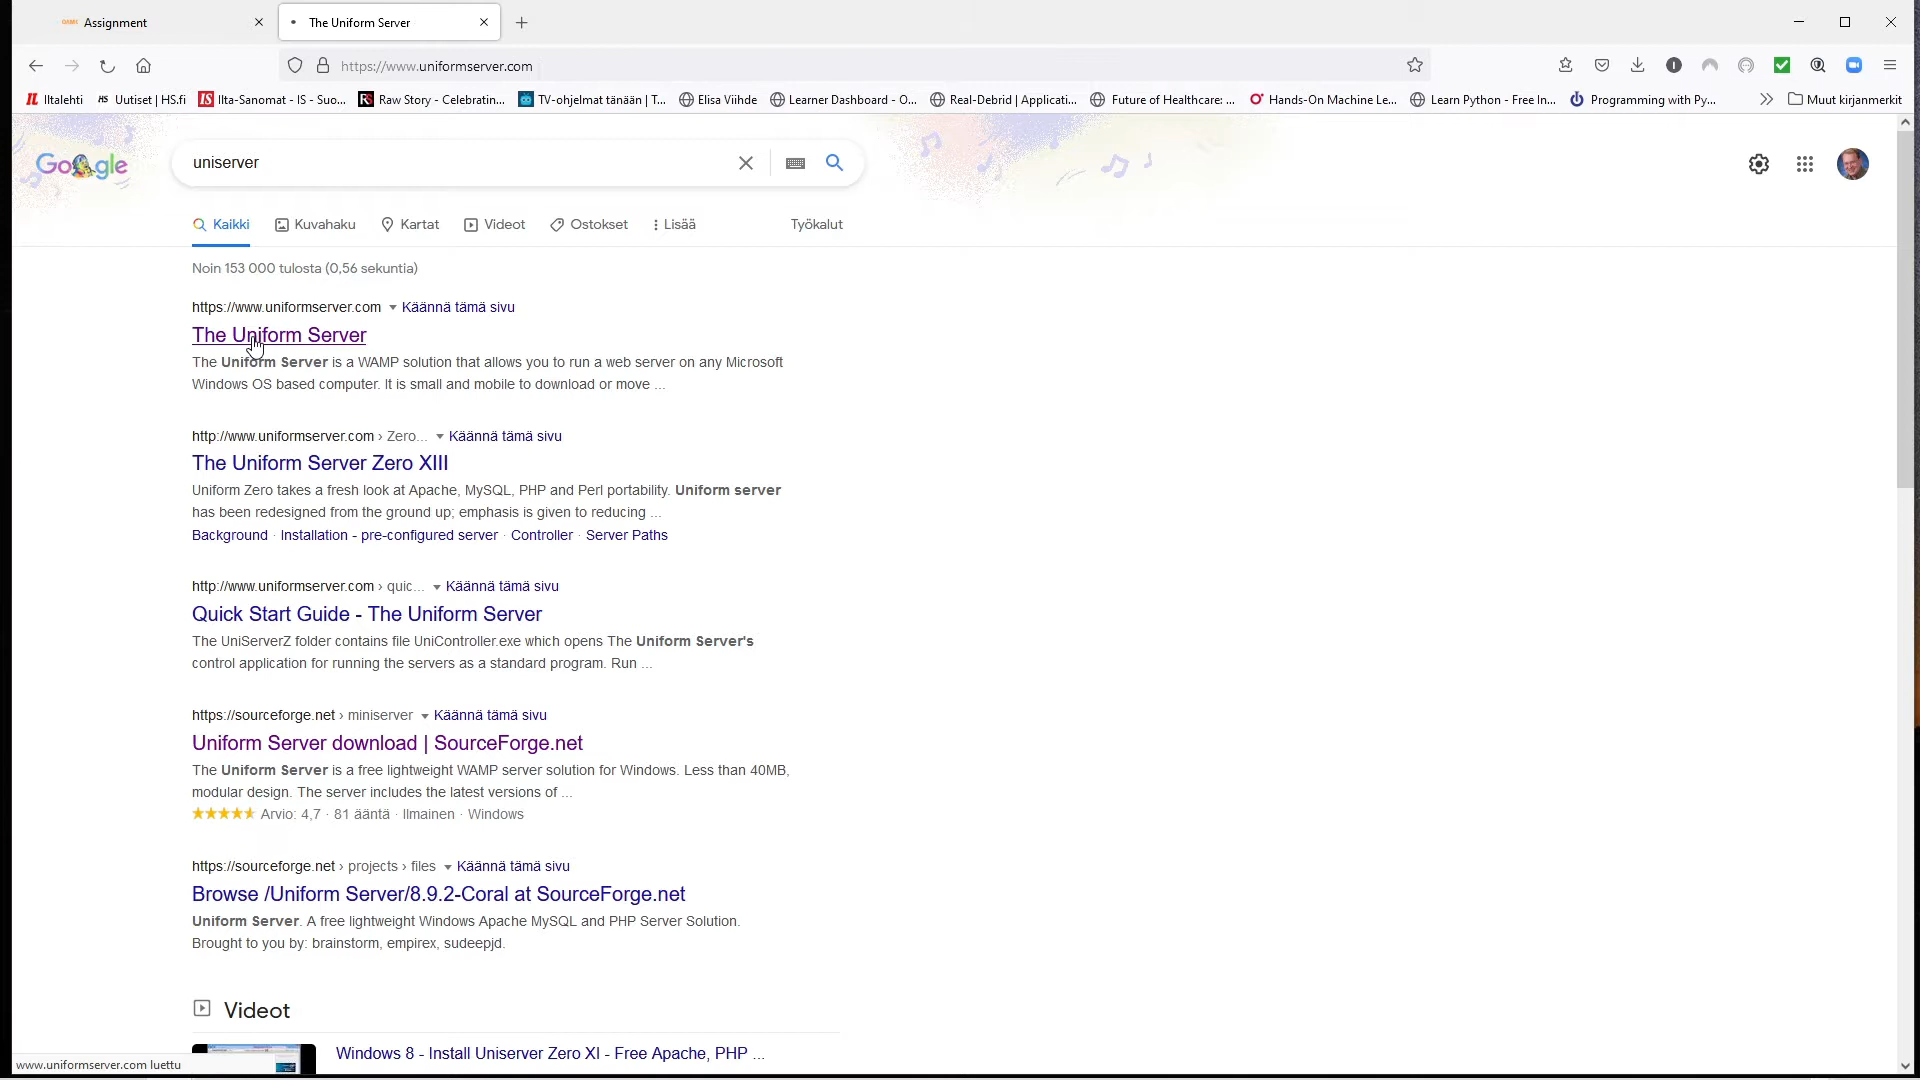 Assignment
The Uniform Server
https://www.uniformserver.com
Iltalehti
Uutiset | HS.fi
Ilta-Sanomat - IS - Suo...
Raw Story - Celebratin...
TV-ohjelmat tänään | T...
Elisa Viihde
Learner Dashboard - O...
Real-Debrid | Applicati...
Future of Healthcare: ...
Hands-On Machine Le...
Learn Python - Free In...
Programming with Py...
Muut kirjanmerkit
Google
uniserver
Kaikki
Kuvahaku
Kartat
Videot
Ostokset
Lisää
Työkalut
Noin 153 000 tulosta (0,56 sekuntia)
https://www.uniformserver.com Käännä tämä sivu
The Uniform Server
The Uniform Server is a WAMP solution that allows you to run a web server on any Microsoft
Windows OS based computer. It is small and mobile to download or move ...
http://www.uniformserver.com › Zero... Käännä tämä sivu
The Uniform Server Zero XIII
Uniform Zero takes a fresh look at Apache, MySQL, PHP and Perl portability. Uniform server
has been redesigned from the ground up; emphasis is given to reducing ...
Background · Installation - pre-configured server · Controller · Server Paths
http://www.uniformserver.com › quic... Käännä tämä sivu
Quick Start Guide - The Uniform Server
The UniServerZ folder contains file UniController.exe which opens The Uniform Server's
control application for running the servers as a standard program. Run ...
https://sourceforge.net › miniserver Käännä tämä sivu
Uniform Server download | SourceForge.net
The Uniform Server is a free lightweight WAMP server solution for Windows. Less than 40MB,
modular design. The server includes the latest versions of ...
Arvio: 4,7 · 81 ääntä · Ilmainen · Windows
https://sourceforge.net › projects › files Käännä tämä sivu
Browse /Uniform Server/8.9.2-Coral at SourceForge.net
Uniform Server. A free lightweight Windows Apache MySQL and PHP Server Solution.
Brought to you by: brainstorm, empirex, sudeepjd.
Videot
Windows 8 - Install Uniserver Zero XI - Free Apache, PHP ...
www.uniformserver.com luettu